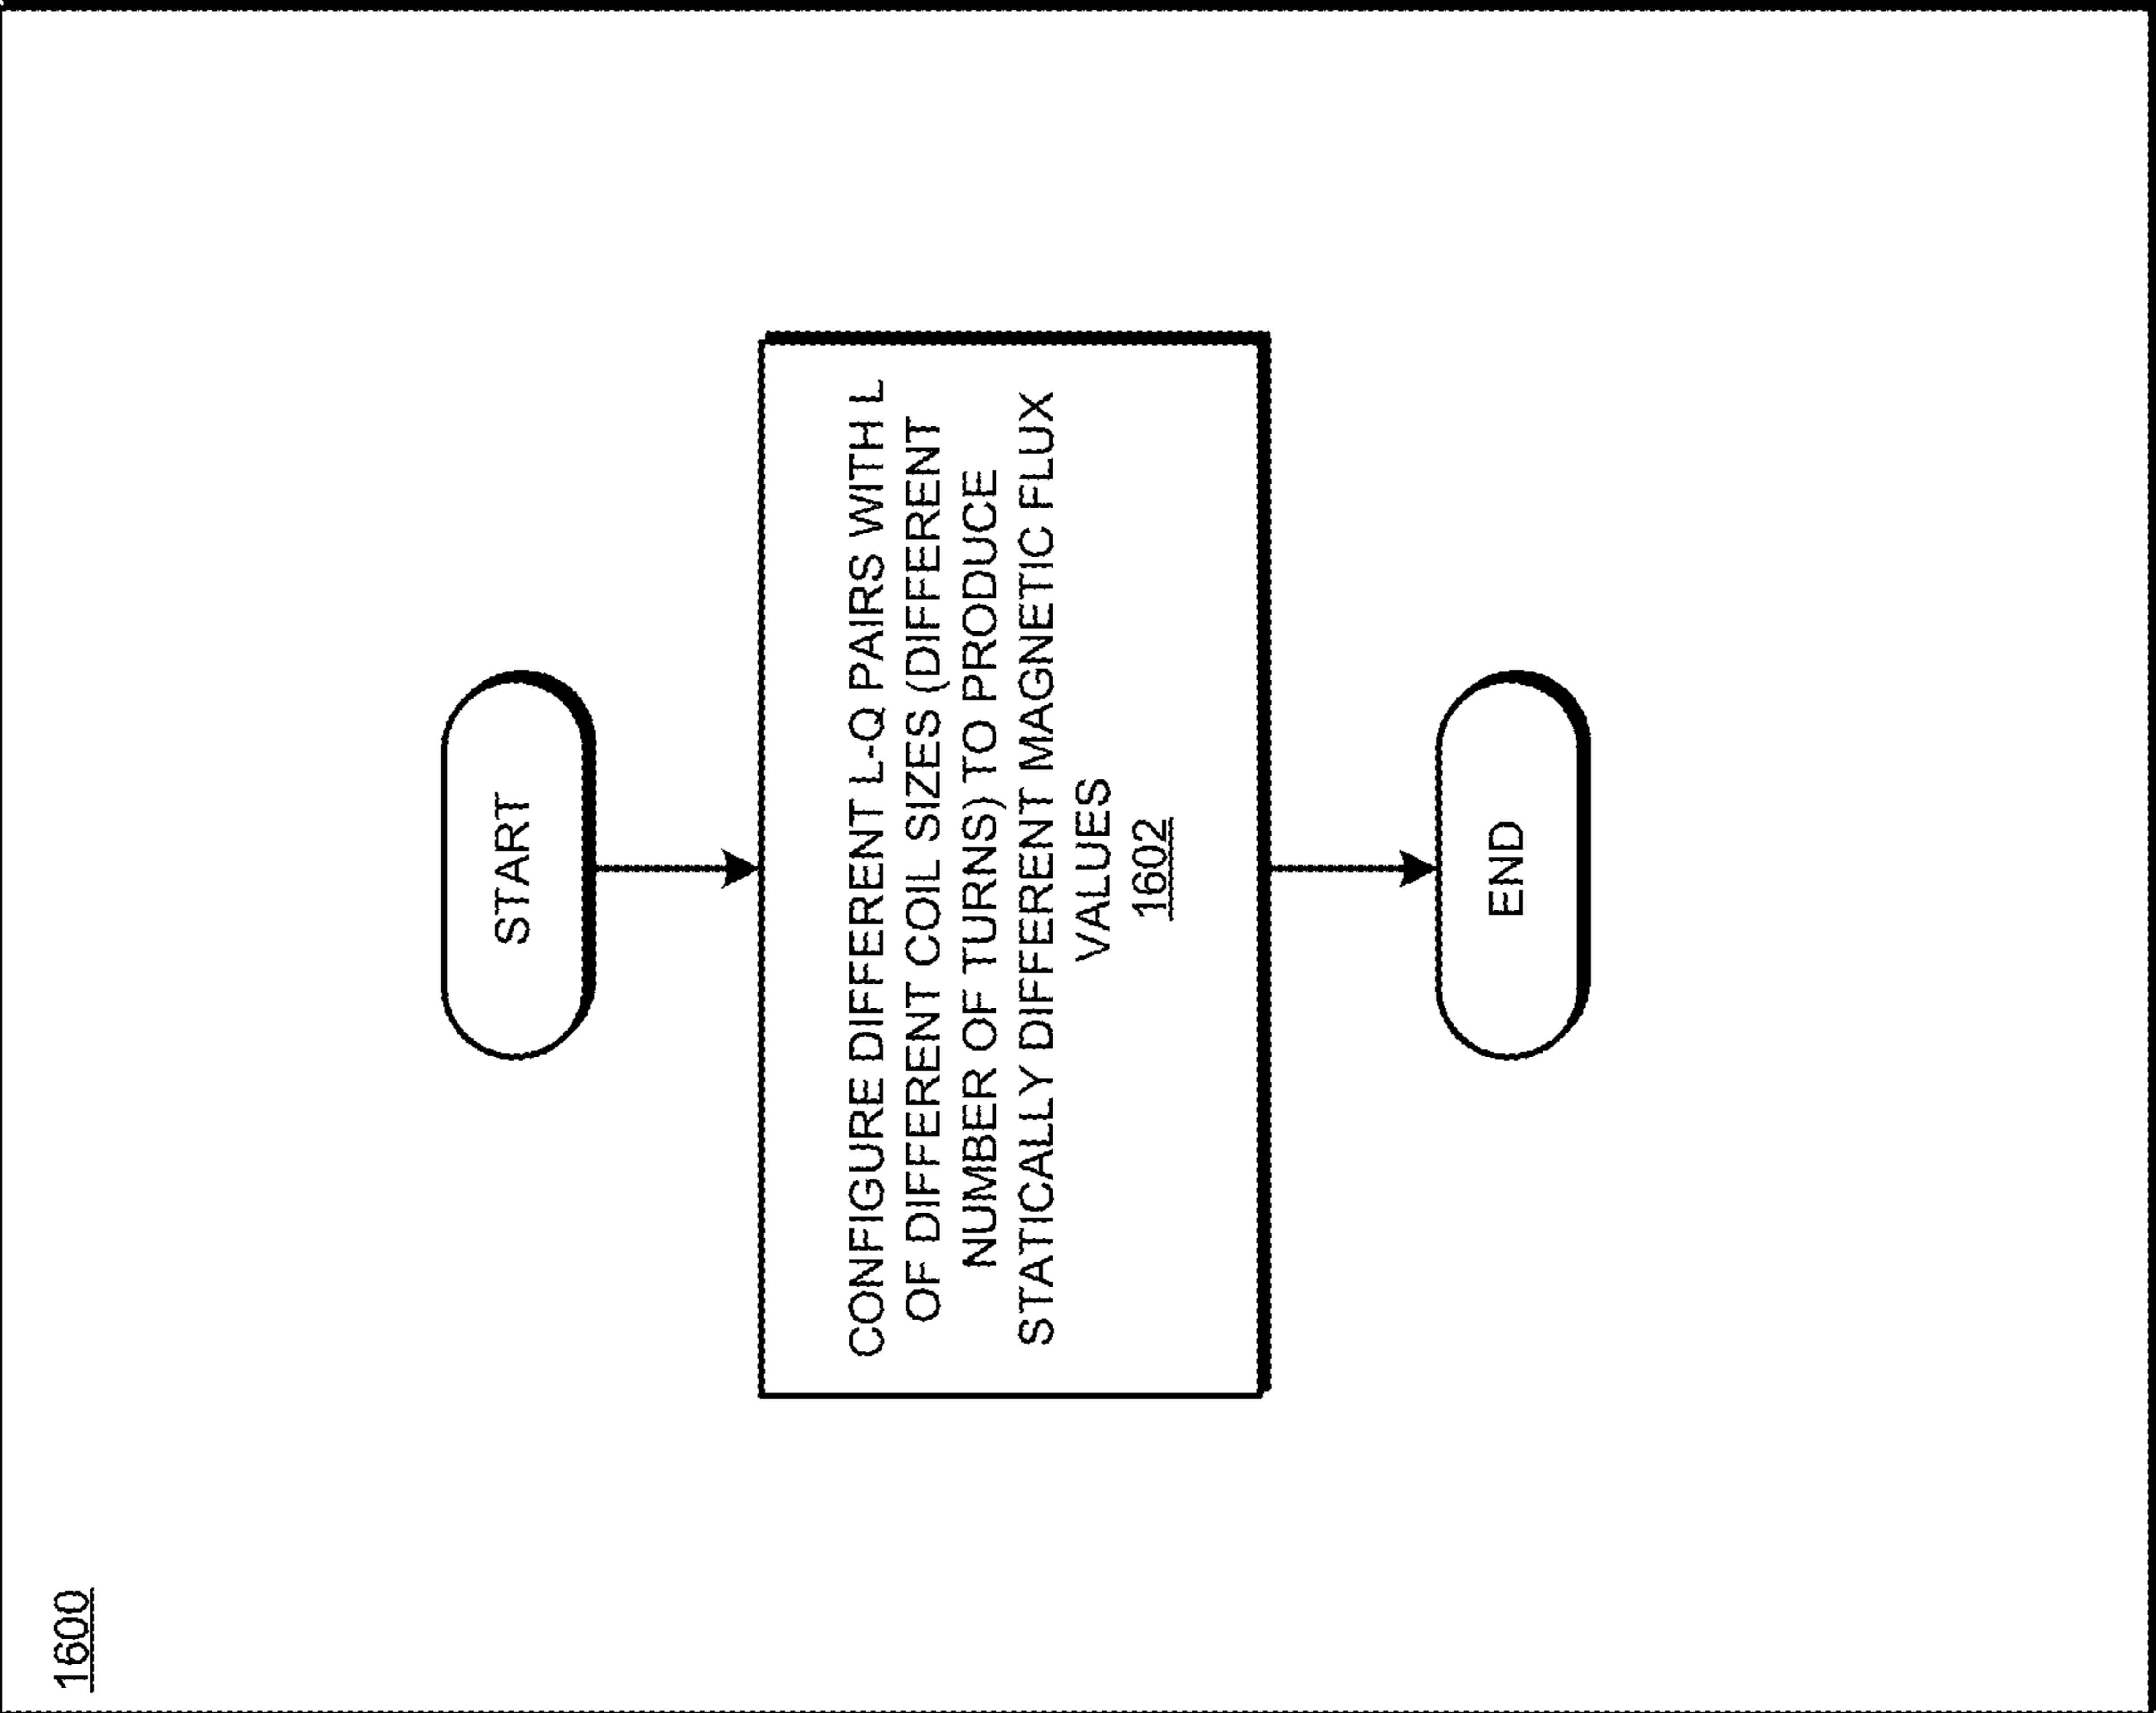 1600
START
CONFIGURE DIFFERENT L-Q PAIRS WITH L
OF DIFFERENT COIL SIZES (DIFFERENT
NUMBER OF TURNS) TO PRODUCE
STATICALLY DIFFERENT MAGNETIC FLUX
VALUES
1602
END